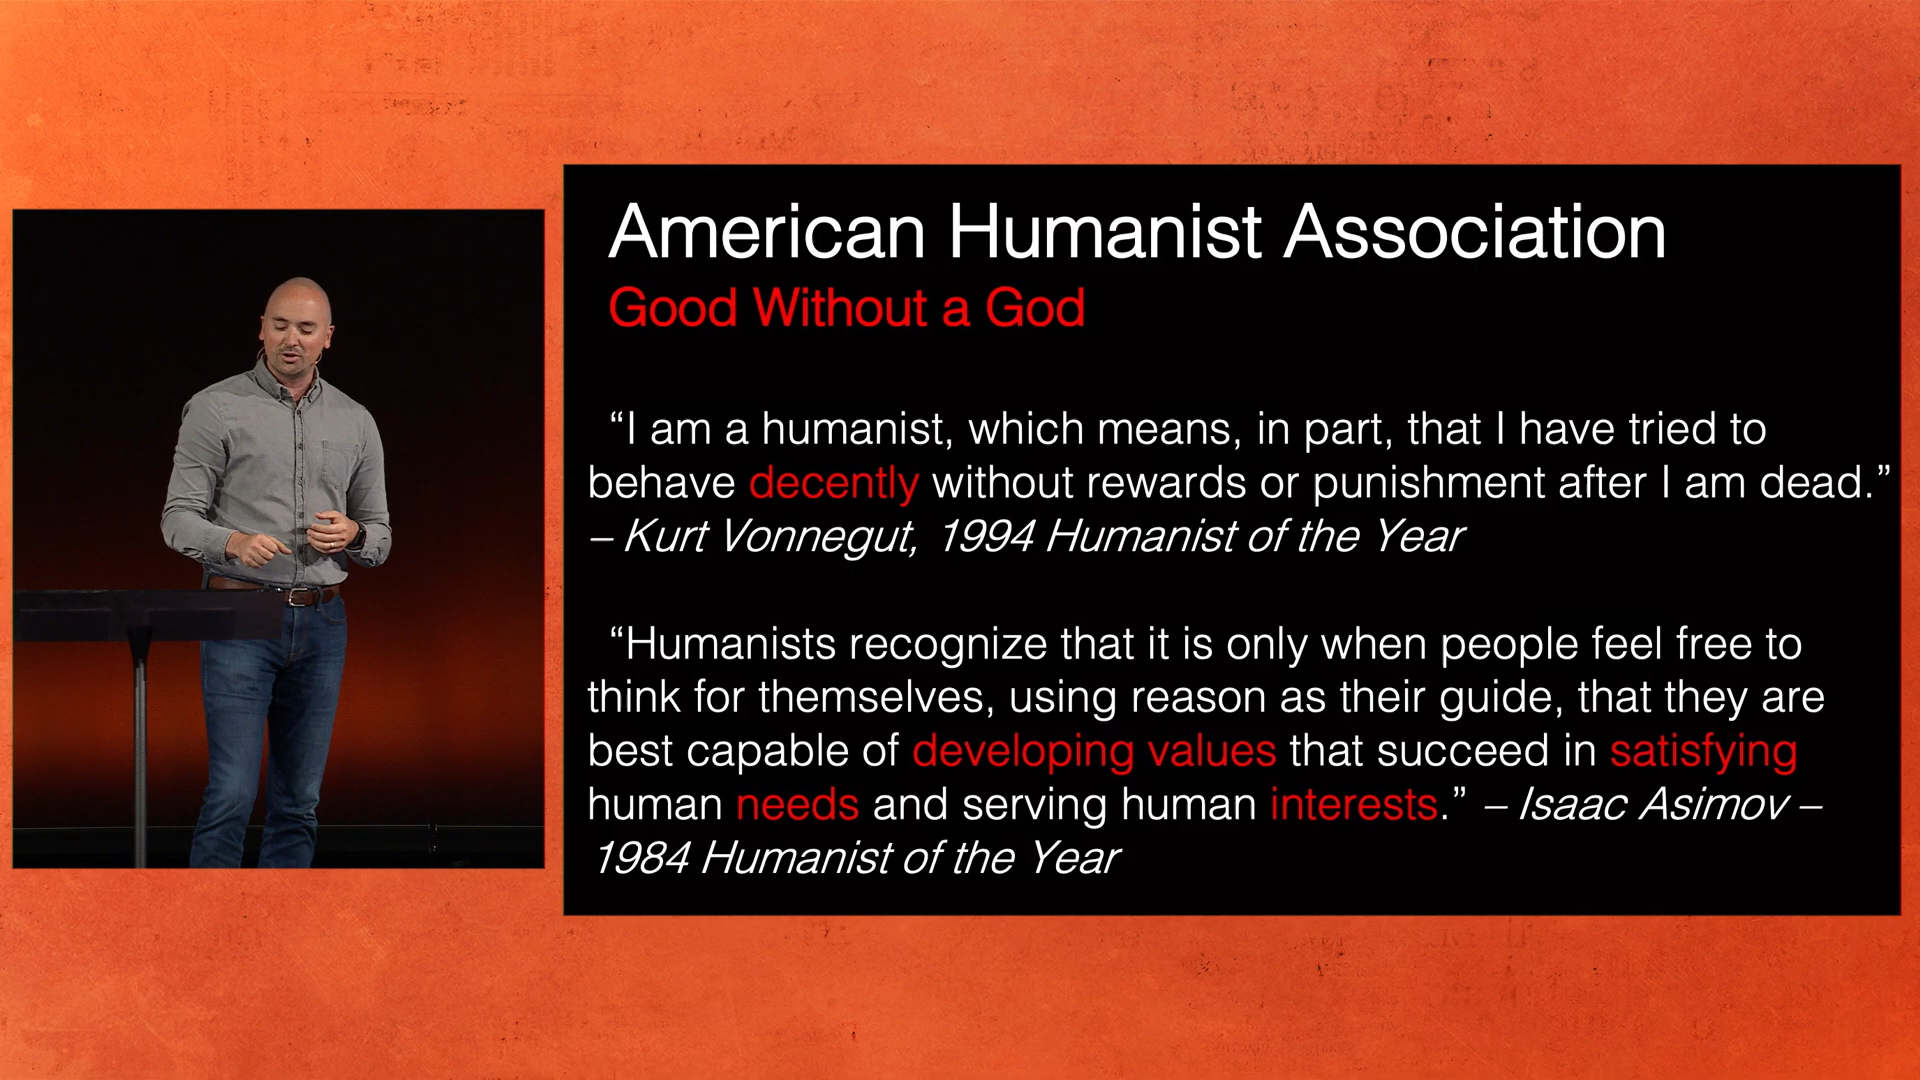 American Humanist Association
Good Without a God
“I am a humanist, which means, in part, that I have tried to
behave decently without rewards or punishment after I am dead.”
– Kurt Vonnegut, 1994 Humanist of the Year
“Humanists recognize that it is only when people feel free to
think for themselves, using reason as their guide, that they are
best capable of developing values that succeed in satisfying
human needs and serving human interests.” – Isaac Asimov –
1984 Humanist of the Year